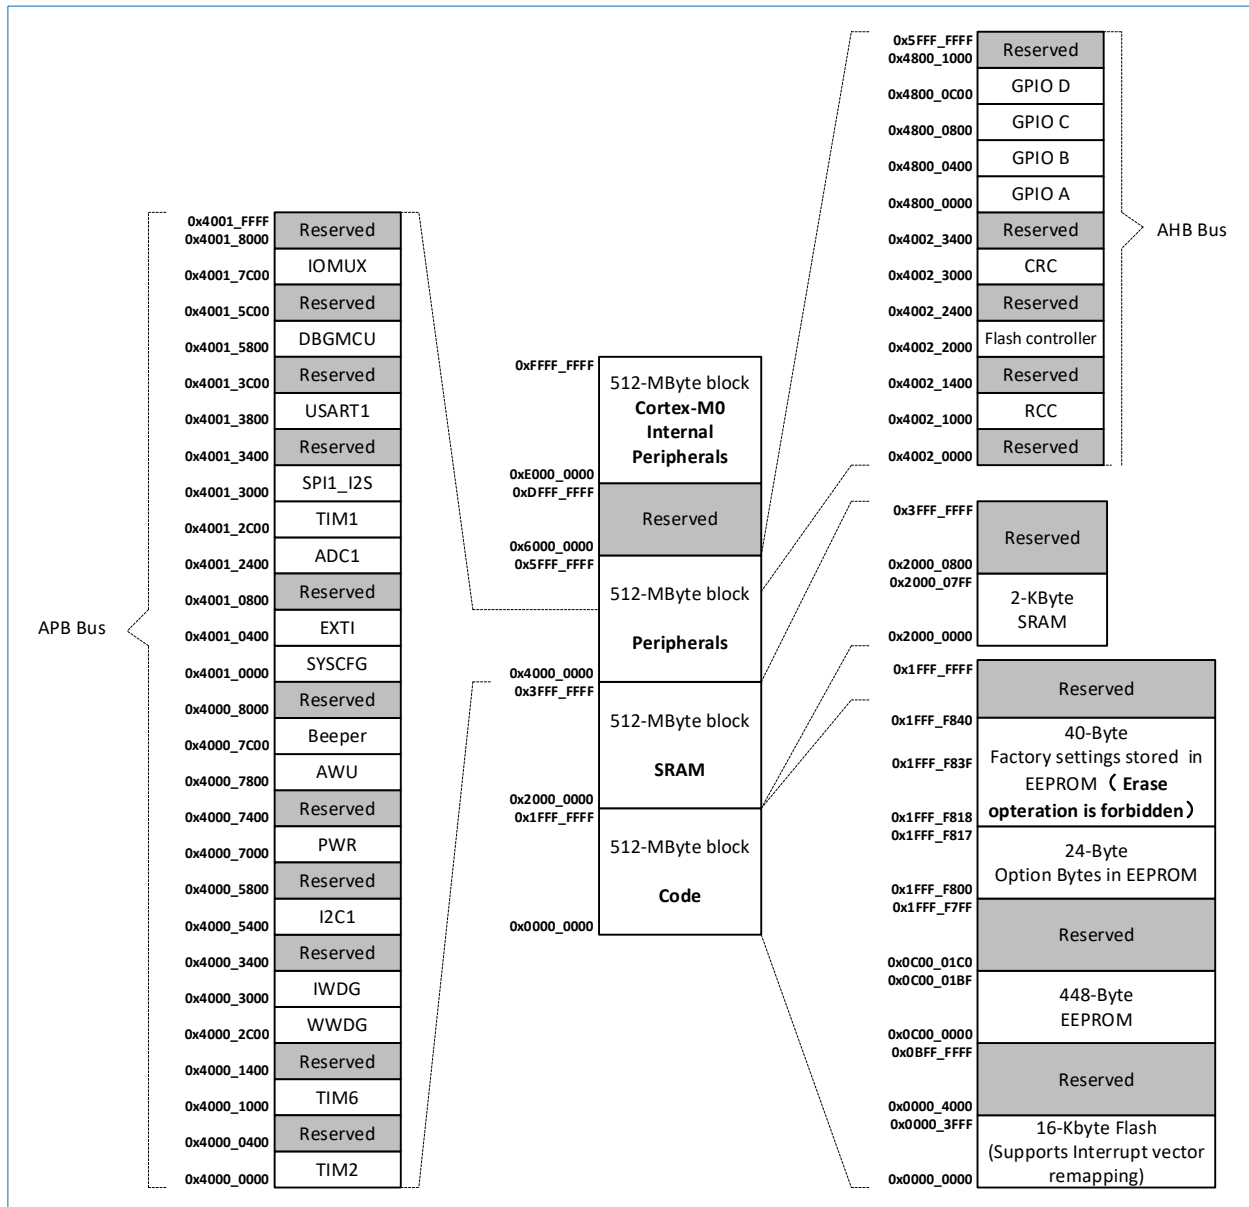 APB Bus
0x4001_FFFF
0x4001_8000
Reserved
IOMUX
0x4001_7C00
Reserved
0x4001_5C00
DBGMCU
0x4001_5800
Reserved
0x4001_3C00
USART1
0x4001_3800
Reserved
0x4001_3400
SPI1_I2S
0x4001_3000
TIM1
0x4001_2C00
ADC1
0x4001_2400
Reserved
0x4001_0800
EXTI
0x4001_0400
SYSCFG
0x4001_0000
Reserved
0x4000_8000
Beeper
0x4000_7C00
AWU
0x4000_7800
Reserved
0x4000_7400
PWR
0x4000_7000
Reserved
0x4000_5800
I2C1
0x4000_5400
Reserved
0x4000_3400
IWDG
0x4000_3000
WWDG
0x4000_2C00
Reserved
0x4000_1400
TIM6
0x4000_1000
Reserved
0x4000_0400
TIM2
0x4000_0000
0xFFFF_FFFF
512-MByte block
Cortex-M0
Internal
Peripherals
0xE000_0000
0xDFFF_FFFF
Reserved
0x6000_0000
0x5FFF_FFFF
512-MByte block
Peripherals
0x4000_0000
0x3FFF_FFFF
512-MByte block
SRAM
0x2000_0000
0x1FFF_FFFF
512-MByte block
Code
0x0000_0000
0x5FFF_FFFF
0x4800_1000
Reserved
GPIO D
0x4800_0C00
GPIO C
0x4800_0800
GPIO B
0x4800_0400
GPIO A
0x4800_0000
Reserved
0x4002_3400
CRC
0x4002_3000
Reserved
0x4002_2400
Flash controller
0x4002_2000
Reserved
0x4002_1400
RCC
0x4002_1000
Reserved
0x4002_0000
AHB Bus
0x3FFF_FFFF
Reserved
0x2000_0800
0x2000_07FF
2-KByte
SRAM
0x2000_0000
0x1FFF_FFFF
Reserved
0x1FFF_F840
40-Byte
Factory settings stored in
0x1FFF_F83F
EEPROM（ Erase
opteration is forbidden）
0x1FFF_F818
0x1FFF_F817
24-Byte
Option Bytes in EEPROM
0x1FFF_F800
0x1FFF_F7FF
Reserved
0x0C00_01C0
0x0C00_01BF
448-Byte
EEPROM
0x0C00_0000
0x0BFF_FFFF
Reserved
0x0000_4000
0x0000_3FFF
16-Kbyte Flash
(Supports Interrupt vector
remapping)
0x0000_0000